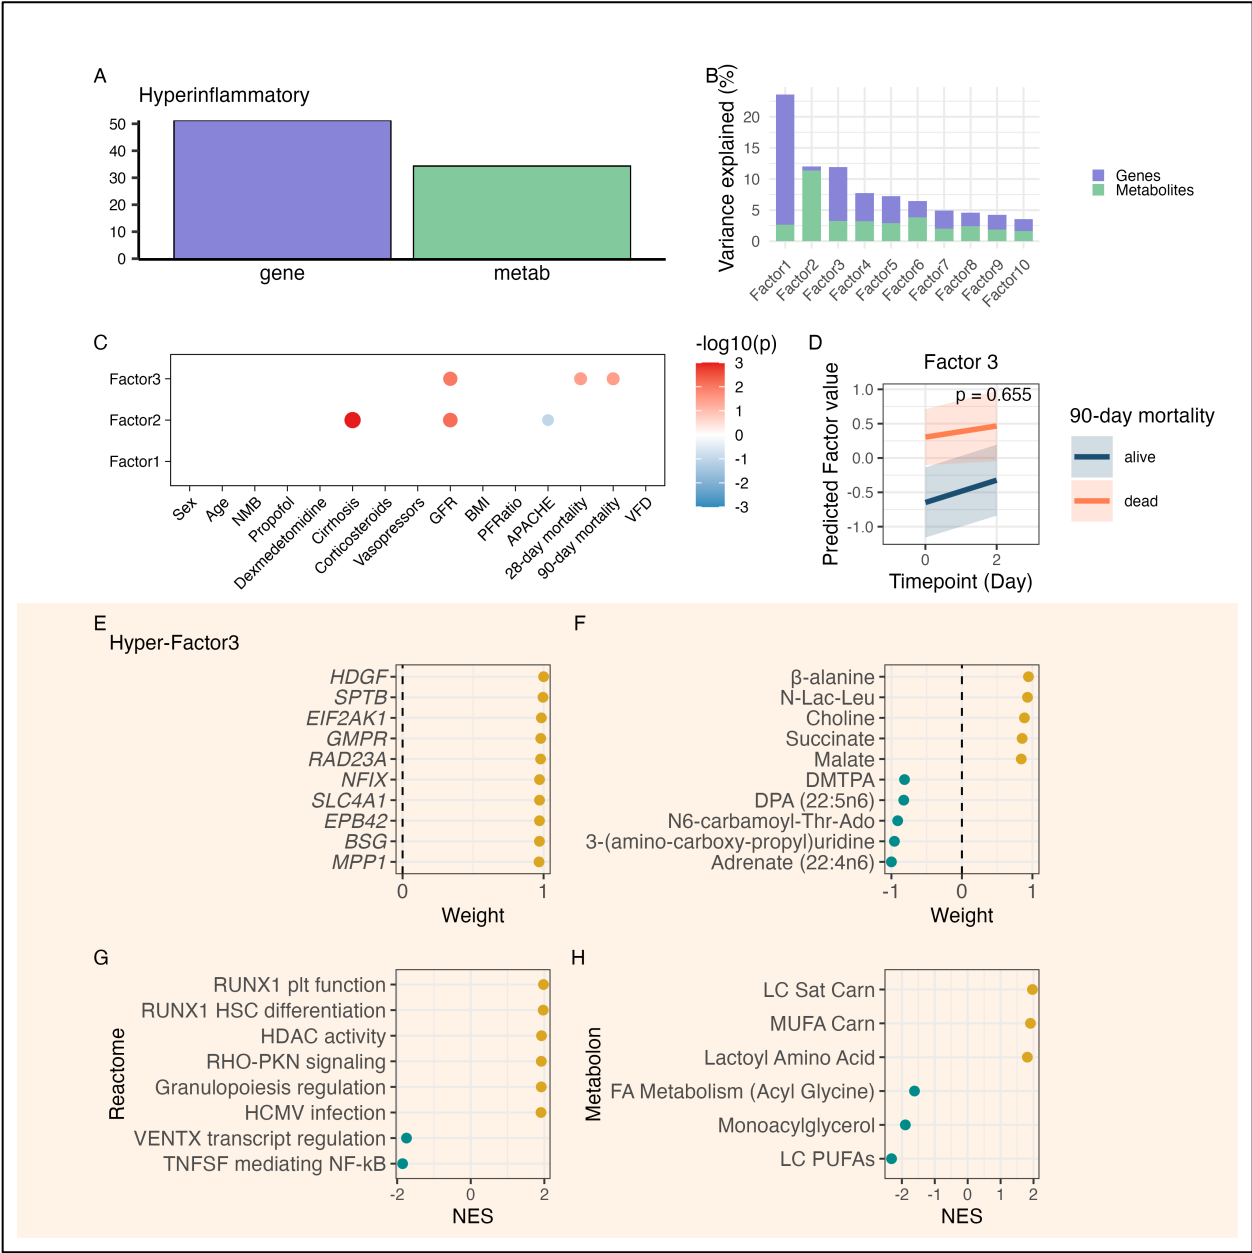 A
Hyperinflammatory
50
40
30
20
10
0
gene
metab
B
Variance explained (%)
20
15
10
5
0
Factor1
Factor2
Factor3
Factor4
Factor5
Factor6
Factor7
Factor8
Factor9
Factor10
Genes
Metabolites
C
Factor3
Factor2
Factor1
Sex
Age
NMB
Propofol
Dexmedetomidine
Cirrhosis
Corticosteroids
Vasopressors
GFR
BMI
PFRatio
APACHE
28-day mortality
90-day mortality
VFD
-log10(p)
3
2
1
0
-1
-2
-3
D
Factor 3
Predicted Factor value
1.0
0.5
0.0
-0.5
-1.0
p = 0.655
0
2
Timepoint (Day)
90-day mortality
alive
dead
E
Hyper-Factor3
HDGF
SPTB
EIF2AK1
GMPR
RAD23A
NFIX
SLC4A1
EPB42
BSG
MPP1
0
1
Weight
F
β-alanine
N-Lac-Leu
Choline
Succinate
Malate
DMTPA
DPA (22:5n6)
N6-carbamoyl-Thr-Ado
3-(amino-carboxy-propyl)uridine
Adrenate (22:4n6)
-1
0
1
Weight
G
Reactome
RUNX1 plt function
RUNX1 HSC differentiation
HDAC activity
RHO-PKN signaling
Granulopoiesis regulation
HCMV infection
VENTX transcript regulation
TNFSF mediating NF-kB
-2
0
2
NES
H
Metabolon
LC Sat Carn
MUFA Carn
Lactoyl Amino Acid
FA Metabolism (Acyl Glycine)
Monoacylglycerol
LC PUFAs
-2
-1
0
1
2
NES